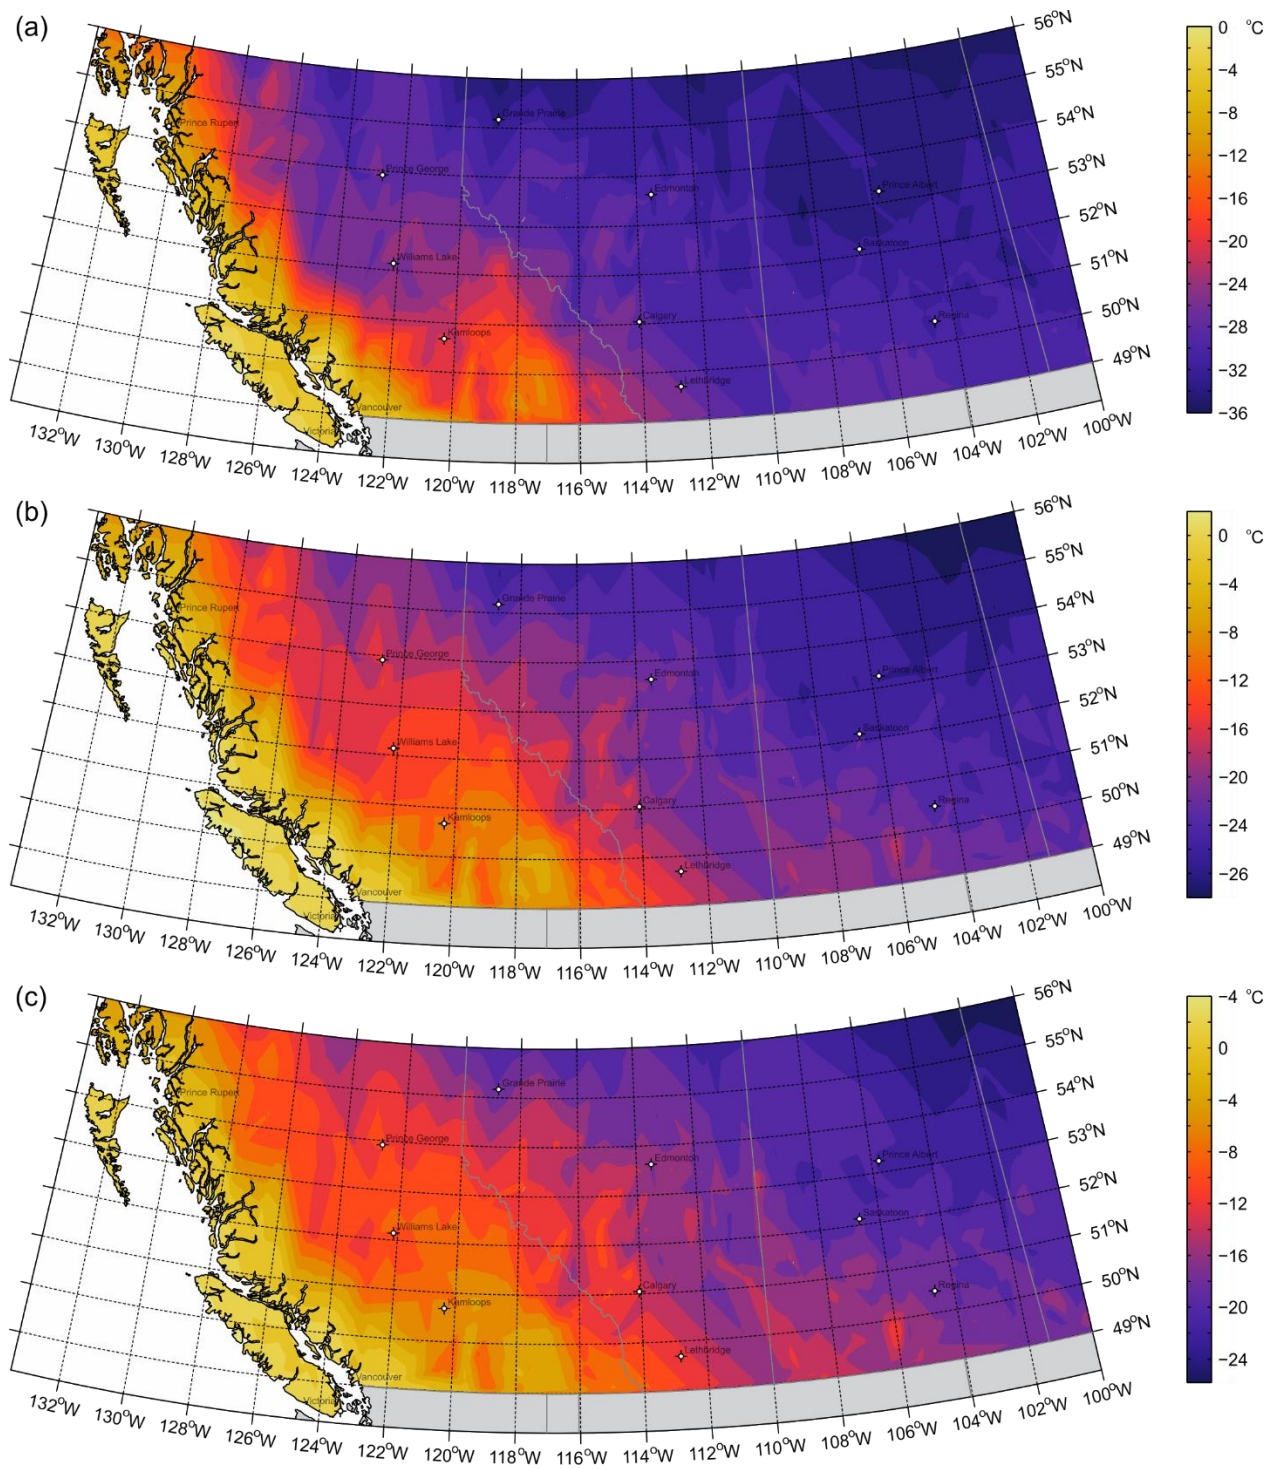 (a)
0 °C
−4
−8
−12
−16
−20
−24
−28
−32
−36
56°N
55°N
54°N
53°N
52°N
51°N
50°N
49°N
Prince Rupert
Grande Prairie
Prince George
Edmonton
Prince Albert
Williams Lake
Saskatoon
Kamloops
Calgary
Regina
Lethbridge
Vancouver
Victoria
132°W 130°W 128°W 126°W 124°W 122°W 120°W 118°W 116°W 114°W 112°W 110°W 108°W 106°W 104°W 102°W 100°W
(b)
0 °C
−4
−8
−12
−16
−20
−24
−26
56°N
55°N
54°N
53°N
52°N
51°N
50°N
49°N
Prince Rupert
Grande Prairie
Prince George
Edmonton
Prince Albert
Williams Lake
Saskatoon
Kamloops
Calgary
Regina
Lethbridge
Vancouver
Victoria
132°W 130°W 128°W 126°W 124°W 122°W 120°W 118°W 116°W 114°W 112°W 110°W 108°W 106°W 104°W 102°W 100°W
(c)
−4 °C
0
−4
−8
−12
−16
−20
−24
56°N
55°N
54°N
53°N
52°N
51°N
50°N
49°N
Prince Rupert
Grande Prairie
Prince George
Edmonton
Prince Albert
Williams Lake
Saskatoon
Kamloops
Calgary
Regina
Lethbridge
Vancouver
Victoria
132°W 130°W 128°W 126°W 124°W 122°W 120°W 118°W 116°W 114°W 112°W 110°W 108°W 106°W 104°W 102°W 100°W